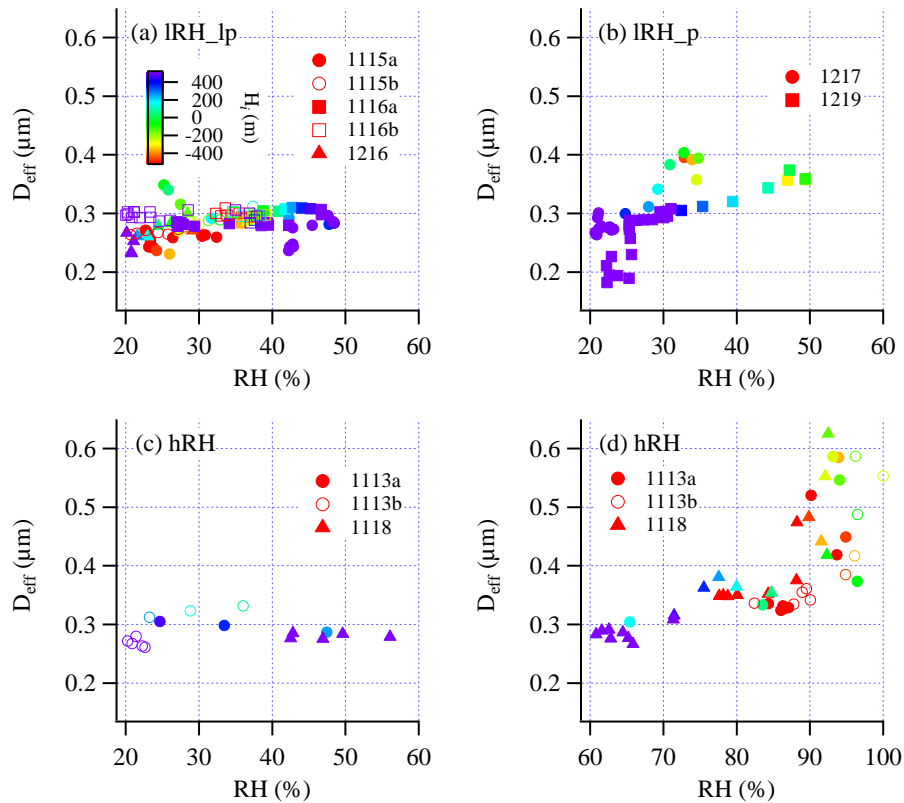 (a) lRH_lp
0.6
0.5
0.4
0.3
0.2
D_eff (µm)
400
200
0
-200
-400
H_i (m)
1115a
1115b
1116a
1116b
1216
20 30 40 50 60
RH (%)
(b) lRH_p
0.6
0.5
0.4
0.3
0.2
D_eff (µm)
1217
1219
20 30 40 50 60
RH (%)
(c) hRH
0.6
0.5
0.4
0.3
0.2
D_eff (µm)
1113a
1113b
1118
20 30 40 50 60
RH (%)
(d) hRH
0.6
0.5
0.4
0.3
0.2
D_eff (µm)
1113a
1113b
1118
60 70 80 90 100
RH (%)